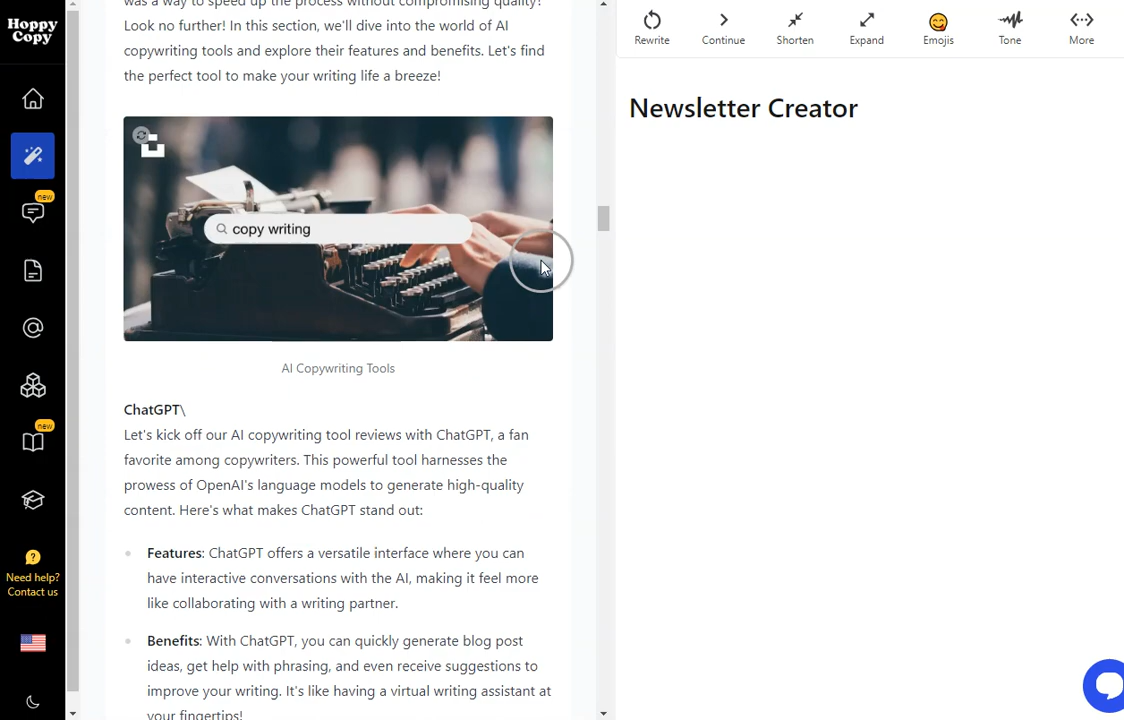 Hoppy
Copy
new
new
Need help?
Contact us
was a way to speed up the process without compromising quality?
Look no further! In this section, we'll dive into the world of AI
copywriting tools and explore their features and benefits. Let's find
the perfect tool to make your writing life a breeze!
copy writing
AI Copywriting Tools
ChatGPT\
Let's kick off our AI copywriting tool reviews with ChatGPT, a fan
favorite among copywriters. This powerful tool harnesses the
prowess of OpenAI's language models to generate high-quality
content. Here's what makes ChatGPT stand out:
Features: ChatGPT offers a versatile interface where you can
have interactive conversations with the AI, making it feel more
like collaborating with a writing partner.
Benefits: With ChatGPT, you can quickly generate blog post
ideas, get help with phrasing, and even receive suggestions to
improve your writing. It's like having a virtual writing assistant at
your fingertips!
Rewrite
Continue
Shorten
Expand
Emojis
Tone
More
Newsletter Creator